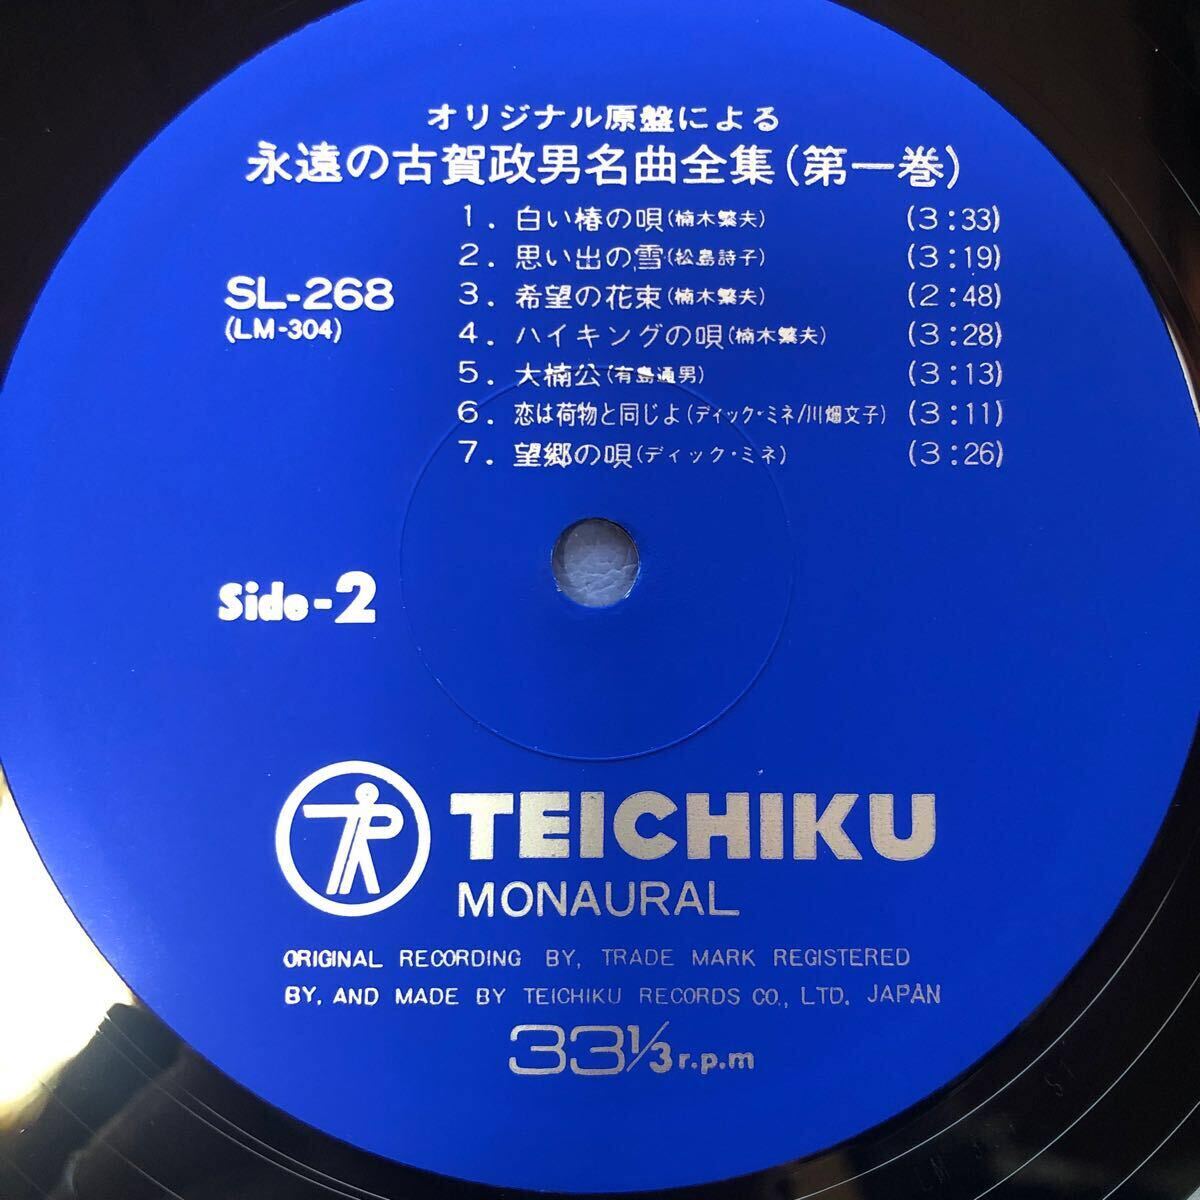 オリジナル原盤による
永遠の古賀政男名曲全集(第一巻)
1. 白い椿の唄(楠木繁夫) (3:33)
2. 思い出の雪(松島詩子) (3:19)
SL-268
3. 希望の花束(楠木繁夫) (2:48)
(LM-304)
4. ハイキングの唄(楠木繁夫) (3:28)
5. 大楠公(有島通男) (3:13)
6. 恋は荷物と同じよ(ディック・ミネ/川畑文子) (3:11)
7. 望郷の唄(ディック・ミネ) (3:26)
Side-2
TEICHIKU
MONAURAL
ORIGINAL RECORDING BY, TRADE MARK REGISTERED
BY, AND MADE BY TEICHIKU RECORDS CO., LTD. JAPAN
33⅓ r.p.m